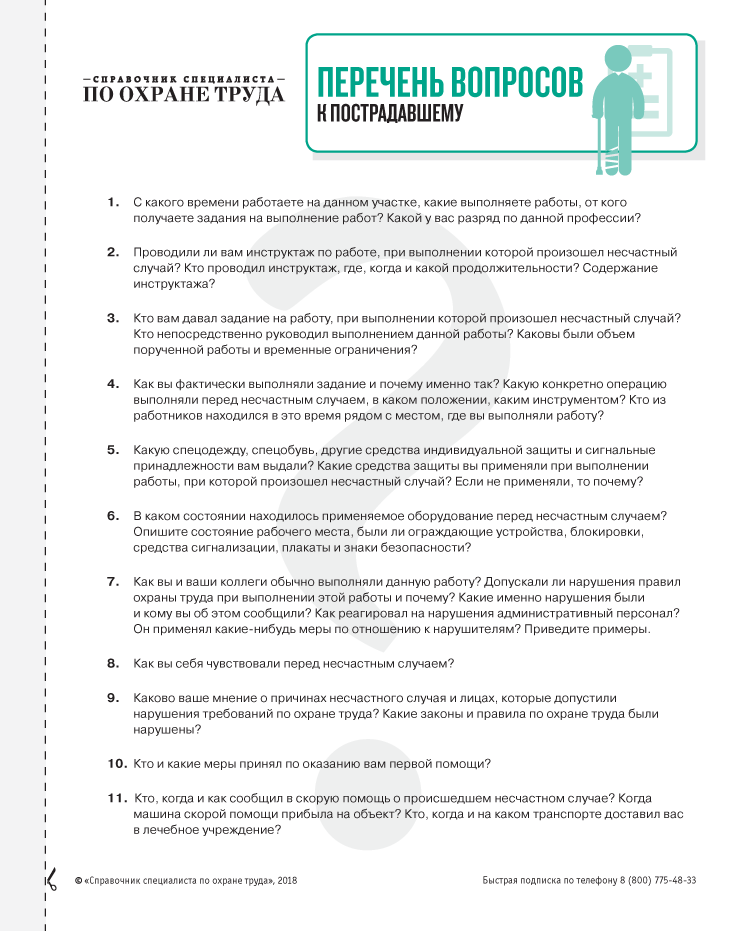 СПРАВОЧНИК СПЕЦИАЛИСТА
ПО ОХРАНЕ ТРУДА
ПЕРЕЧЕНЬ ВОПРОСОВ
К ПОСТРАДАВШЕМУ
1. С какого времени работаете на данном участке, какие выполняете работы, от кого
получаете задания на выполнение работ? Какой у вас разряд по данной профессии?
2. Проводили ли вам инструктаж по работе, при выполнении которой произошел несчастный
случай? Кто проводил инструктаж, где, когда и какой продолжительности? Содержание
инструктажа?
3. Кто вам давал задание на работу, при выполнении которой произошел несчастный случай?
Кто непосредственно руководил выполнением данной работы? Каковы были объем
порученной работы и временные ограничения?
4. Как вы фактически выполняли задание и почему именно так? Какую конкретно операцию
выполняли перед несчастным случаем, в каком положении, каким инструментом? Кто из
работников находился в это время рядом с местом, где вы выполняли работу?
5. Какую спецодежду, спецобувь, другие средства индивидуальной защиты и сигнальные
принадлежности вам выдали? Какие средства защиты вы применяли при выполнении
работы, при которой произошел несчастный случай? Если не применяли, то почему?
6. В каком состоянии находилось применяемое оборудование перед несчастным случаем?
Опишите состояние рабочего места, были ли ограждающие устройства, блокировки,
средства сигнализации, плакаты и знаки безопасности?
7. Как вы и ваши коллеги обычно выполняли данную работу? Допускали ли нарушения правил
охраны труда при выполнении этой работы и почему? Какие именно нарушения были
и кому вы об этом сообщили? Как реагировал на нарушения административный персонал?
Он применял какие-нибудь меры по отношению к нарушителям? Приведите примеры.
8. Как вы себя чувствовали перед несчастным случаем?
9. Каково ваше мнение о причинах несчастного случая и лицах, которые допустили
нарушения требований по охране труда? Какие законы и правила по охране труда были
нарушены?
10. Кто и какие меры принял по оказанию вам первой помощи?
11. Кто, когда и как сообщил в скорую помощь о происшедшем несчастном случае? Когда
машина скорой помощи прибыла на объект? Кто, когда и на каком транспорте доставил вас
в лечебное учреждение?
© «Справочник специалиста по охране труда», 2018
Быстрая подписка по телефону 8 (800) 775-48-33